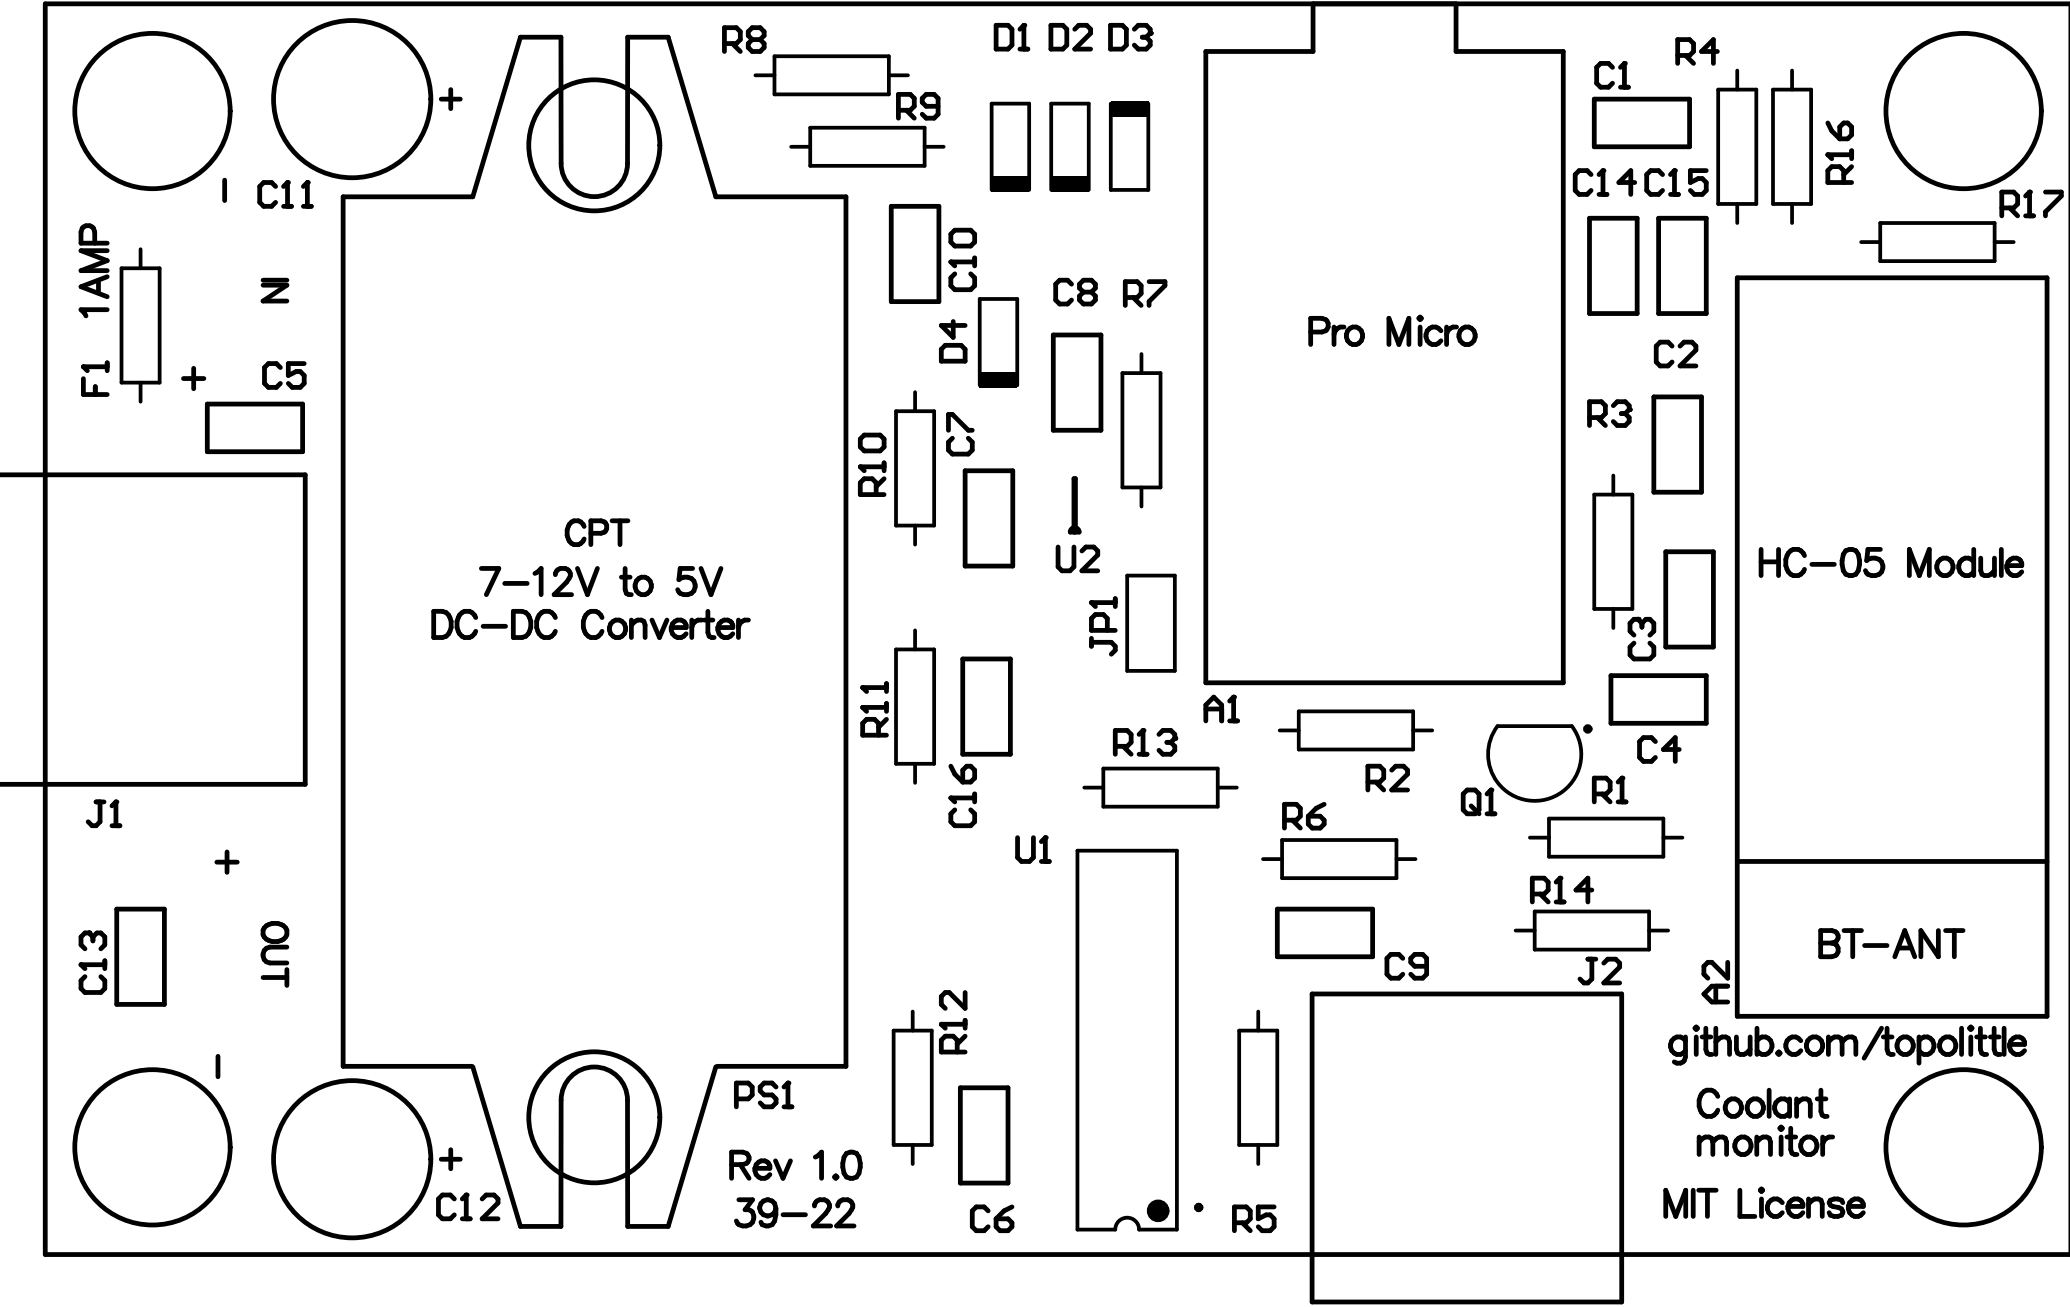 R8
D1 D2 D3
R4
C1
R9
R16
C11
C14 C15
R17
F1 1AMP
IN
C10
C8 R7
D4
Pro Micro
C2
C5
R3
R10
C7
CPT
7-12V to 5V
DC-DC Converter
U2
HC-05 Module
JP1
C3
R11
A1
R13
C4
R2
C16
J1
Q1
R1
R6
U1
R14
C13
OUT
BT-ANT
C9
J2
A2
R12
github.com/topolittle
PS1
Coolant
monitor
Rev 1.0
39-22
C12
C6
R5
MIT License